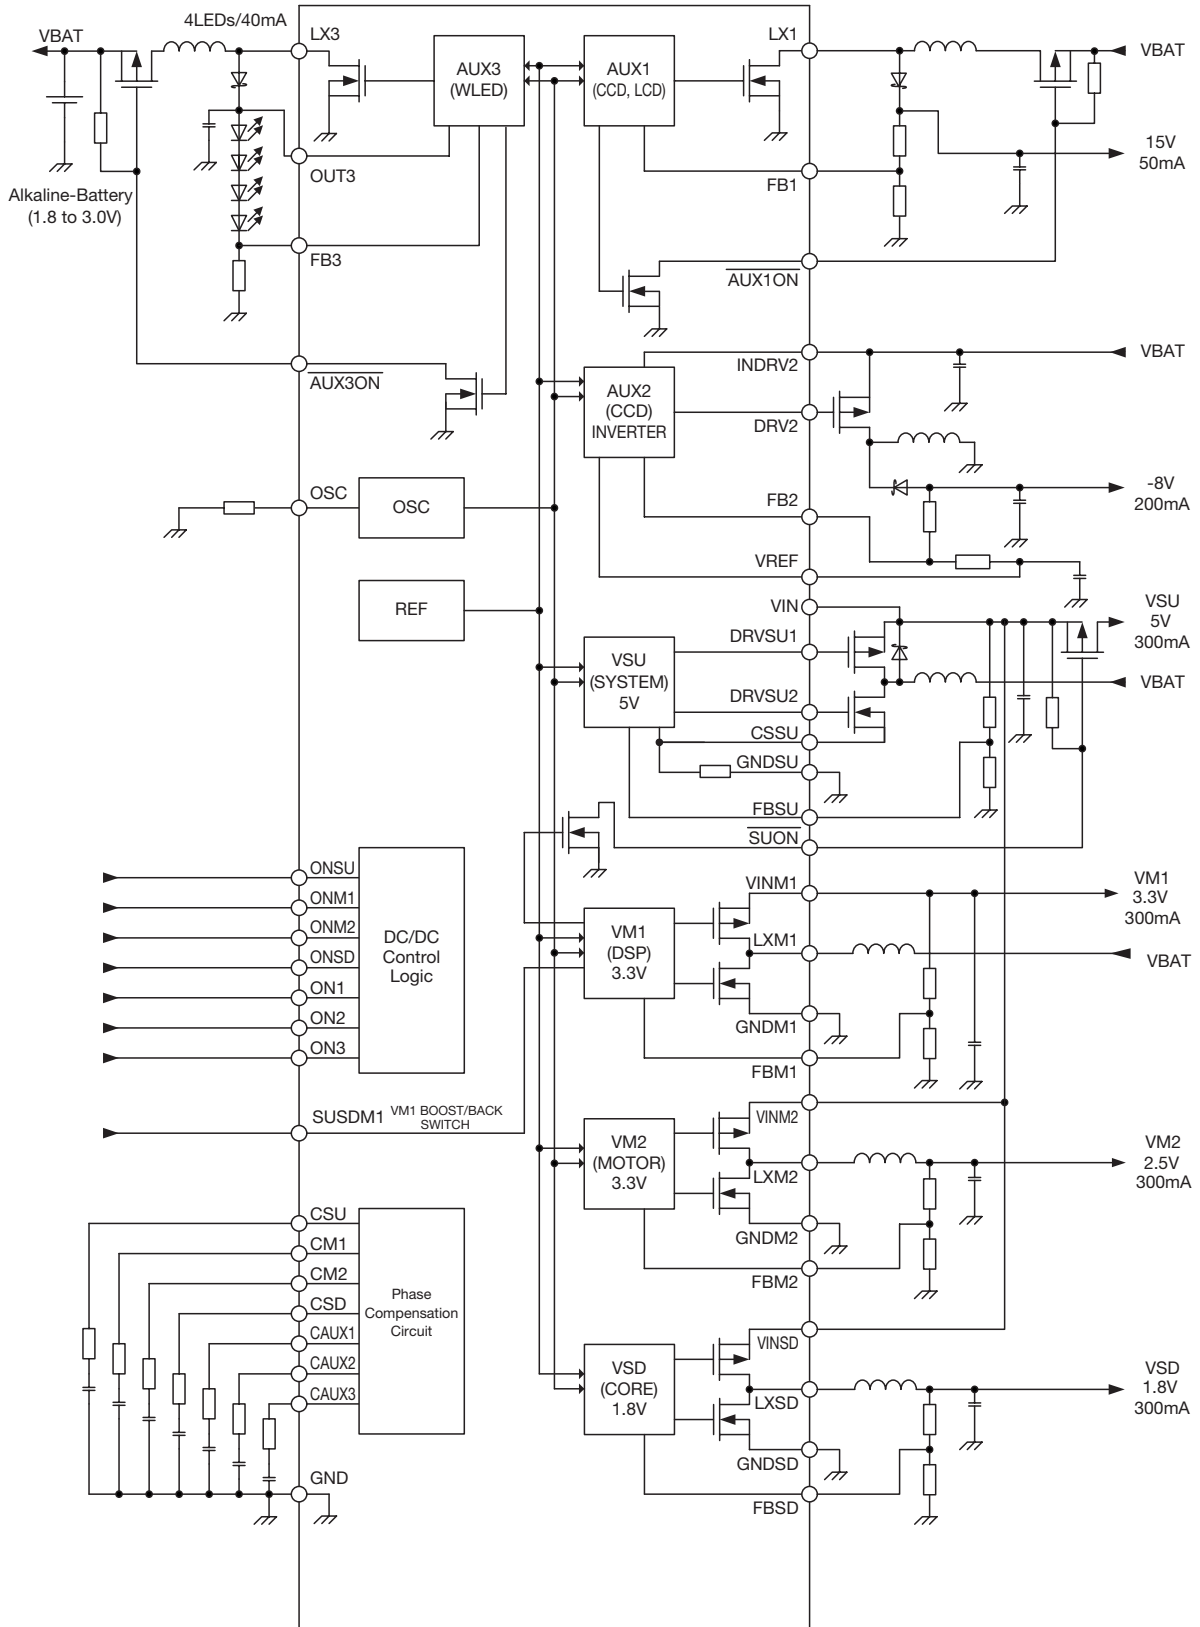 4LEDs/40mA
VBAT
LX3
AUX3
(WLED)
AUX1
(CCD, LCD)
LX1
VBAT
OUT3
15V
50mA
FB1
Alkaline-Battery
(1.8 to 3.0V)
FB3
AUX1ON
AUX3ON
INDRV2
VBAT
AUX2
(CCD)
INVERTER
DRV2
OSC
OSC
FB2
-8V
200mA
VREF
REF
VIN
VSU
5V
300mA
DRVSU1
VSU
(SYSTEM)
5V
VBAT
DRVSU2
CSSU
GNDSU
FBSU
SUON
ONSU
ONM1
ONM2
ONSD
ON1
ON2
ON3
DC/DC
Control
Logic
VINM1
VM1
3.3V
300mA
VM1
(DSP)
3.3V
LXM1
VBAT
GNDM1
FBM1
SUSDM1
VM1 BOOST/BACK
SWITCH
VINM2
VM2
(MOTOR)
3.3V
LXM2
VM2
2.5V
300mA
GNDM2
FBM2
CSU
CM1
CM2
CSD
CAUX1
CAUX2
CAUX3
Phase
Compensation
Circuit
GND
VINSD
VSD
(CORE)
1.8V
LXSD
VSD
1.8V
300mA
GNDSD
FBSD